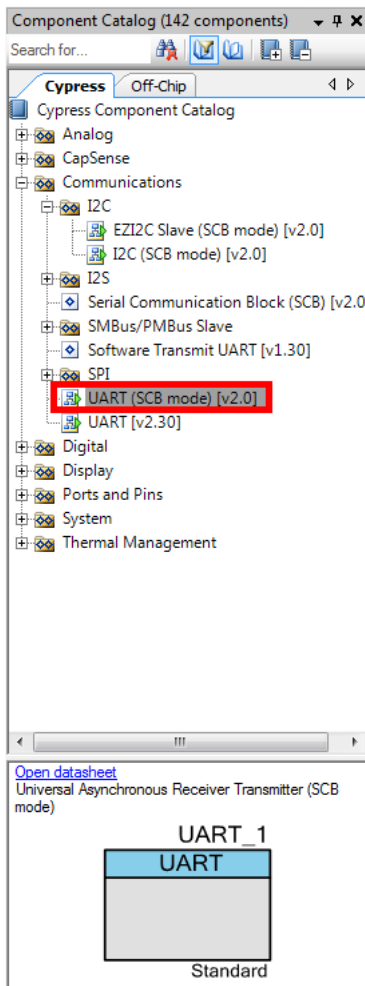 Component Catalog (142 components)
Search for...
Cypress Off-Chip
Cypress Component Catalog
Analog
CapSense
Communications
I2C
EZI2C Slave (SCB mode) [v2.0]
I2C (SCB mode) [v2.0]
I2S
Serial Communication Block (SCB) [v2.0
SMBus/PMBus Slave
Software Transmit UART [v1.30]
SPI
UART (SCB mode) [v2.0]
UART [v2.30]
Digital
Display
Ports and Pins
System
Thermal Management
Open datasheet
Universal Asynchronous Receiver Transmitter (SCB
mode)
UART_1
UART
Standard